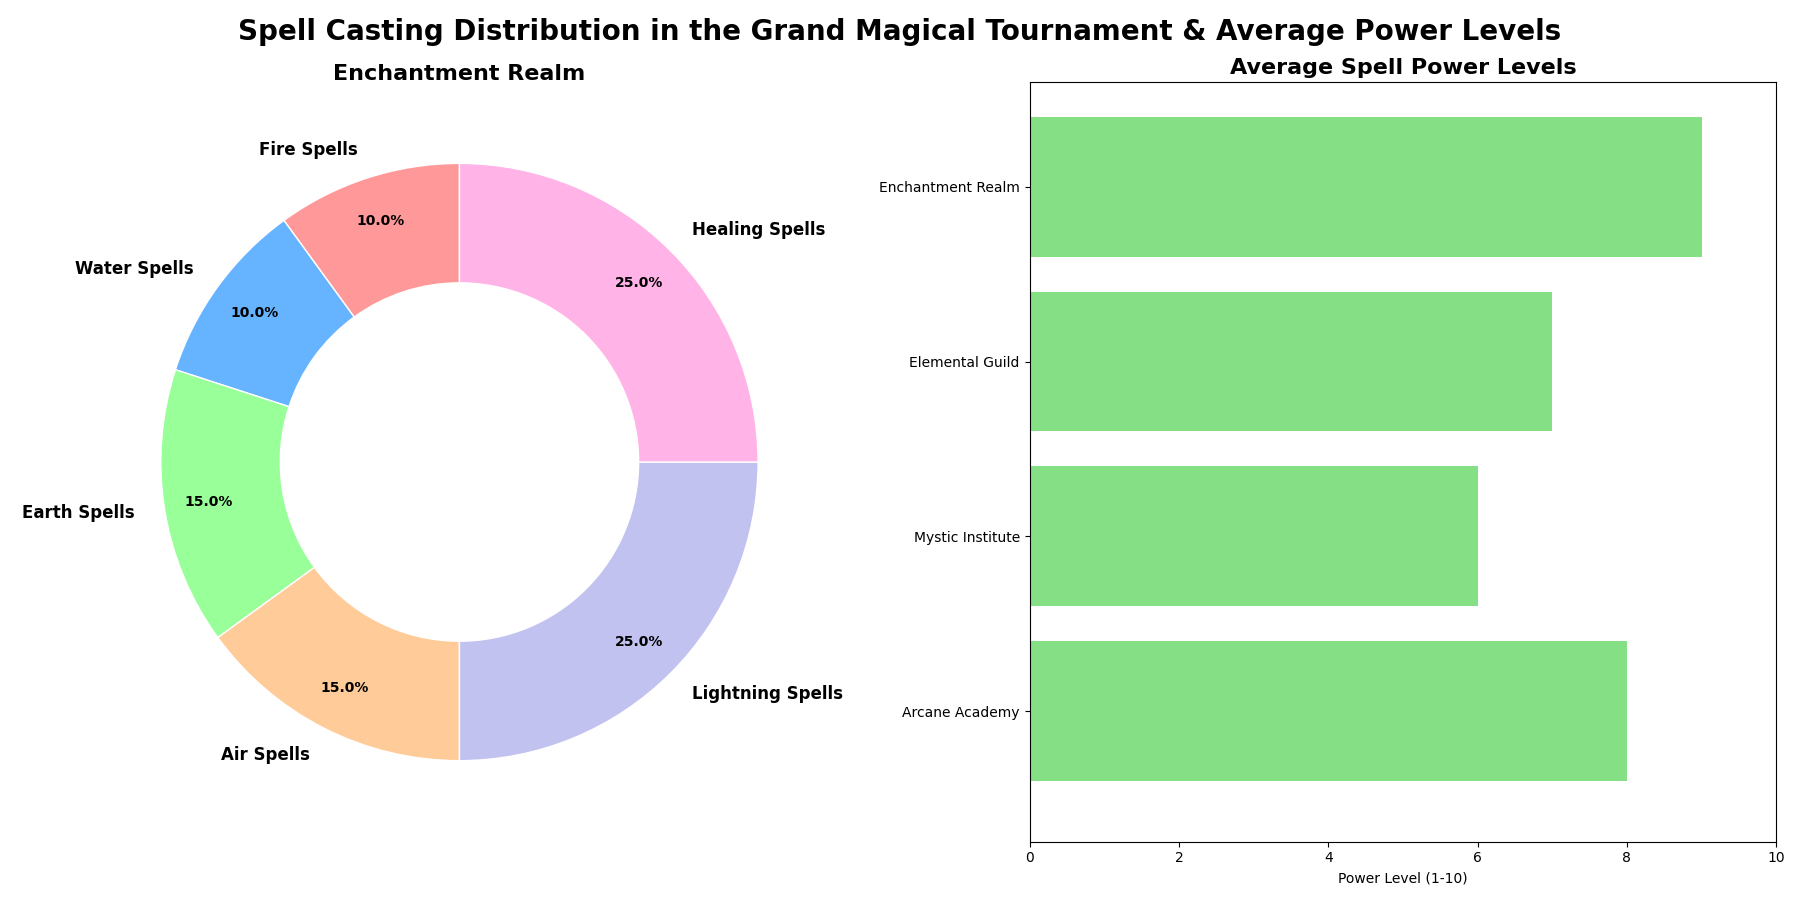 Spell Casting Distribution in the Grand Magical Tournament & Average Power Levels
Enchantment Realm
Fire Spells
10.0%
Water Spells
10.0%
Earth Spells
15.0%
Air Spells
15.0%
Lightning Spells
25.0%
Healing Spells
25.0%
Average Spell Power Levels
Enchantment Realm
Elemental Guild
Mystic Institute
Arcane Academy
0
2
4
6
8
10
Power Level (1-10)